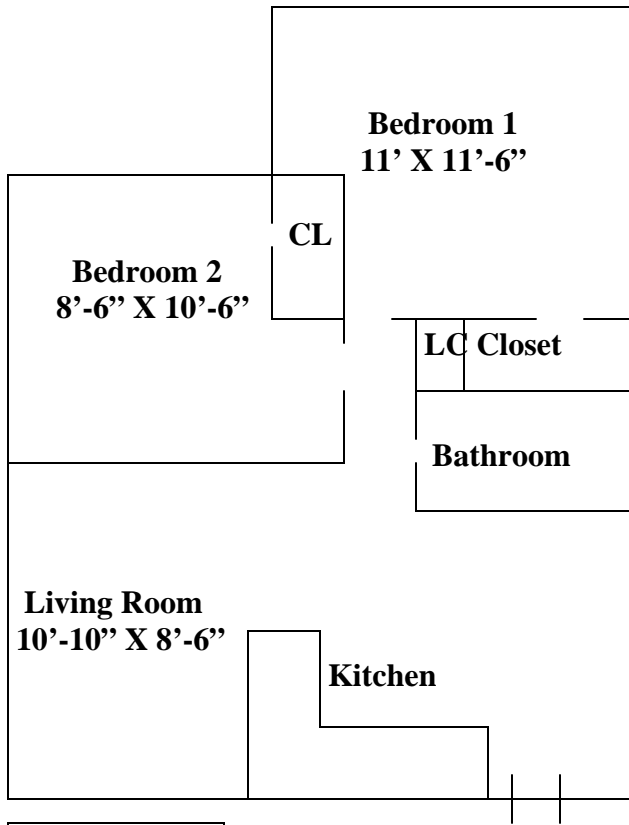 Bedroom 1
11’ X 11’-6”
CL
Bedroom 2
8’-6” X 10’-6”
LC Closet
Bathroom
Living Room
10’-10” X 8’-6”
Kitchen